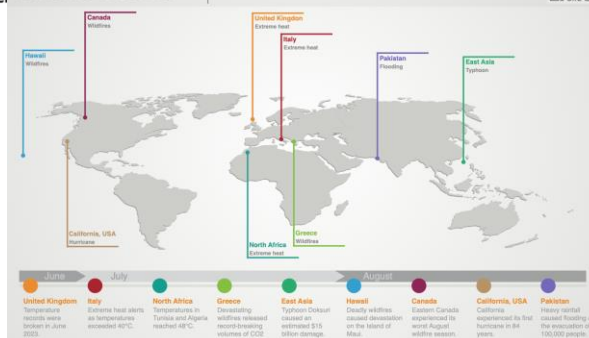 Canada
Wildfires
United Kingdon
Extreme heat
Italy
Extreme heat
Hawaii
Wildfires
Pakistan
Flooding
East Asia
Typhoon
California, USA
Hurricane
North Africa
Extreme heat
Greece
Wildfires
June
July
August
United Kingdom
Temperature
records were
broken in June
2023.
Italy
Extreme heat alerts
as temperatures
exceeded 40°C.
North Africa
Temperatures in
Tunisia and Algeria
reached 48°C.
Greece
Devastating
wildfires released
record-breaking
volumes of CO2
East Asia
Typhoon Doksuri
caused an
estimated $15
billion damage.
Hawaii
Deadly wildfires
caused devastation
on the Island of
Maui.
Canada
Eastern Canada
experienced its
worst August
wildfire season.
California, USA
California
experienced its first
hurricane in 84
years.
Pakistan
Heavy rainfall
caused flooding
the evacuation of
100,000 people.